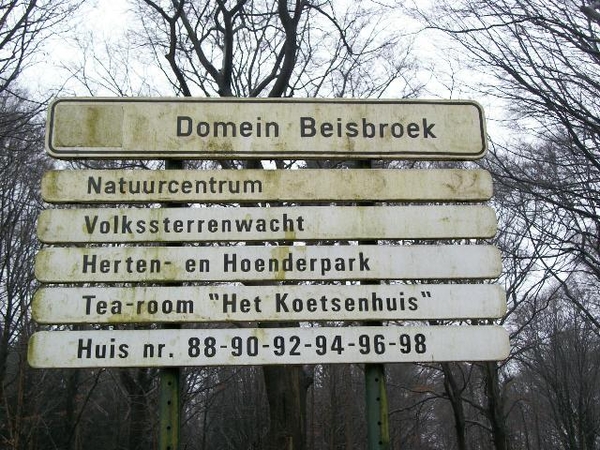 Domein Beisbroek
Natuurcentrum
Volkssterrenwacht
Herten- en Hoenderpark
Tea-room "Het Koetsenhuis"
Huis nr. 88-90-92-94-96-98